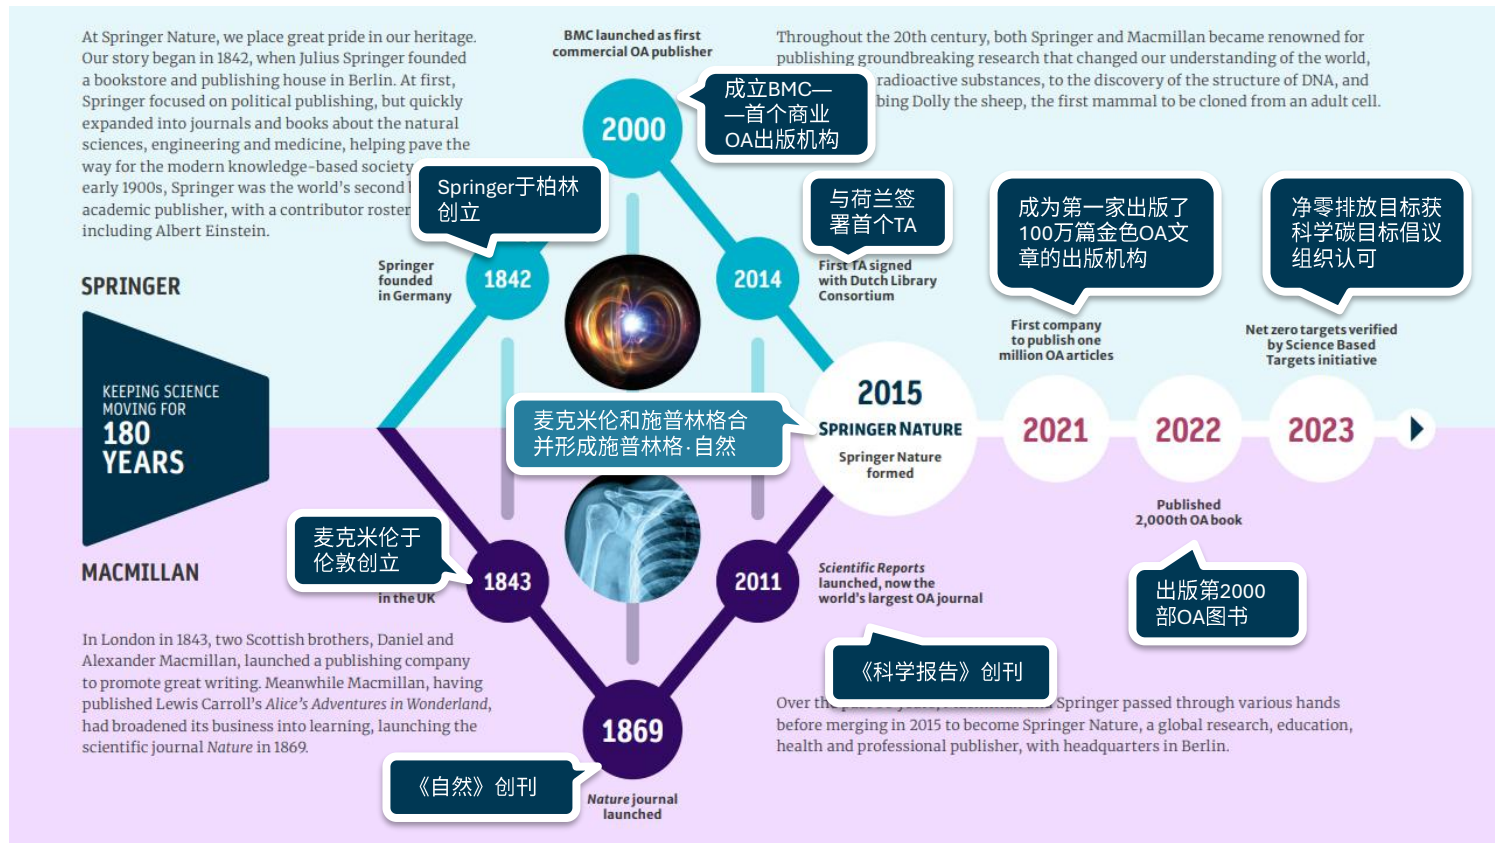 At Springer Nature, we place great pride in our heritage.
Our story began in 1842, when Julius Springer founded
a bookstore and publishing house in Berlin. At first,
Springer focused on political publishing, but quickly
expanded into journals and books about the natural
sciences, engineering and medicine, helping pave the
way for the modern knowledge-based society
early 1900s, Springer was the world's second
academic publisher, with a contributor roster
including Albert Einstein.
BMC launched as first
commercial OA publisher
2000
成立BMC—
—首个商业
OA出版机构
Throughout the 20th century, both Springer and Macmillan became renowned for
publishing groundbreaking research that changed our understanding of the world,
radioactive substances, to the discovery of the structure of DNA, and
bing Dolly the sheep, the first mammal to be cloned from an adult cell.
Springer于柏林
创立
Springer
founded
in Germany
1842
与荷兰签
署首个TA
2014
First TA signed
with Dutch Library
Consortium
成为第一家出版了
100万篇金色OA文
章的出版机构
First company
to publish one
million OA articles
净零排放目标获
科学碳目标倡议
组织认可
Net zero targets verified
by Science Based
Targets initiative
SPRINGER
KEEPING SCIENCE
MOVING FOR
180
YEARS
MACMILLAN
麦克米伦和施普林格合
并形成施普林格·自然
2015
SPRINGER NATURE
Springer Nature
formed
2021
2022
2023
Published
2,000th OA book
出版第2000
部OA图书
麦克米伦于
伦敦创立
in the UK
1843
2011
Scientific Reports
launched, now the
world's largest OA journal
《科学报告》创刊
In London in 1843, two Scottish brothers, Daniel and
Alexander Macmillan, launched a publishing company
to promote great writing. Meanwhile Macmillan, having
published Lewis Carroll's Alice's Adventures in Wonderland,
had broadened its business into learning, launching the
scientific journal Nature in 1869.
1869
《自然》创刊
Nature journal
launched
Over the Springer passed through various hands
before merging in 2015 to become Springer Nature, a global research, education,
health and professional publisher, with headquarters in Berlin.